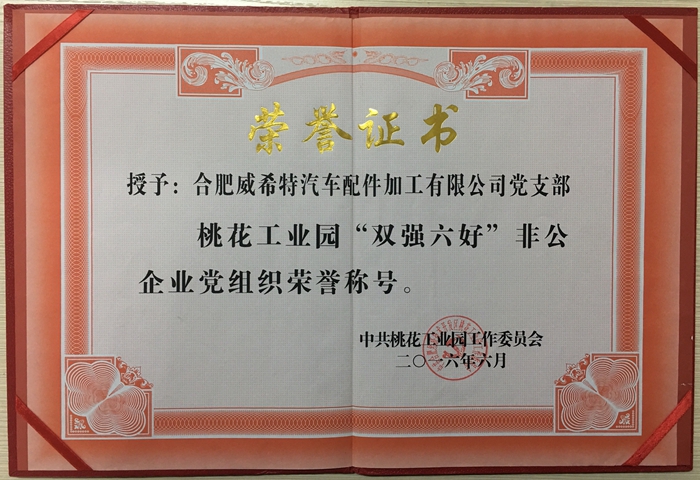 荣誉证书
授予：合肥威希特汽车配件加工有限公司党支部
桃花工业园“双强六好”非公
企业党组织荣誉称号。
中共桃花工业园工作委员会
二〇一六年六月